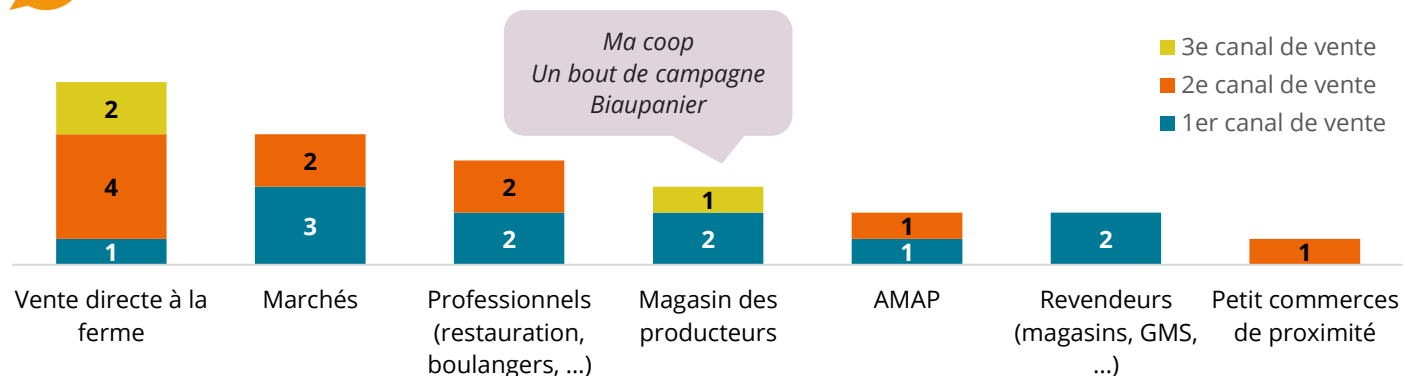 Ma coop
Un bout de campagne
Biaupanier
3e canal de vente
2e canal de vente
1er canal de vente
2
4
1
2
3
2
2
1
2
1
1
2
1
Vente directe à la
ferme
Marchés
Professionnels
(restauration,
boulangers, ...)
Magasin des
producteurs
AMAP
Revendeurs
(magasins, GMS,
...)
Petit commerces
de proximité